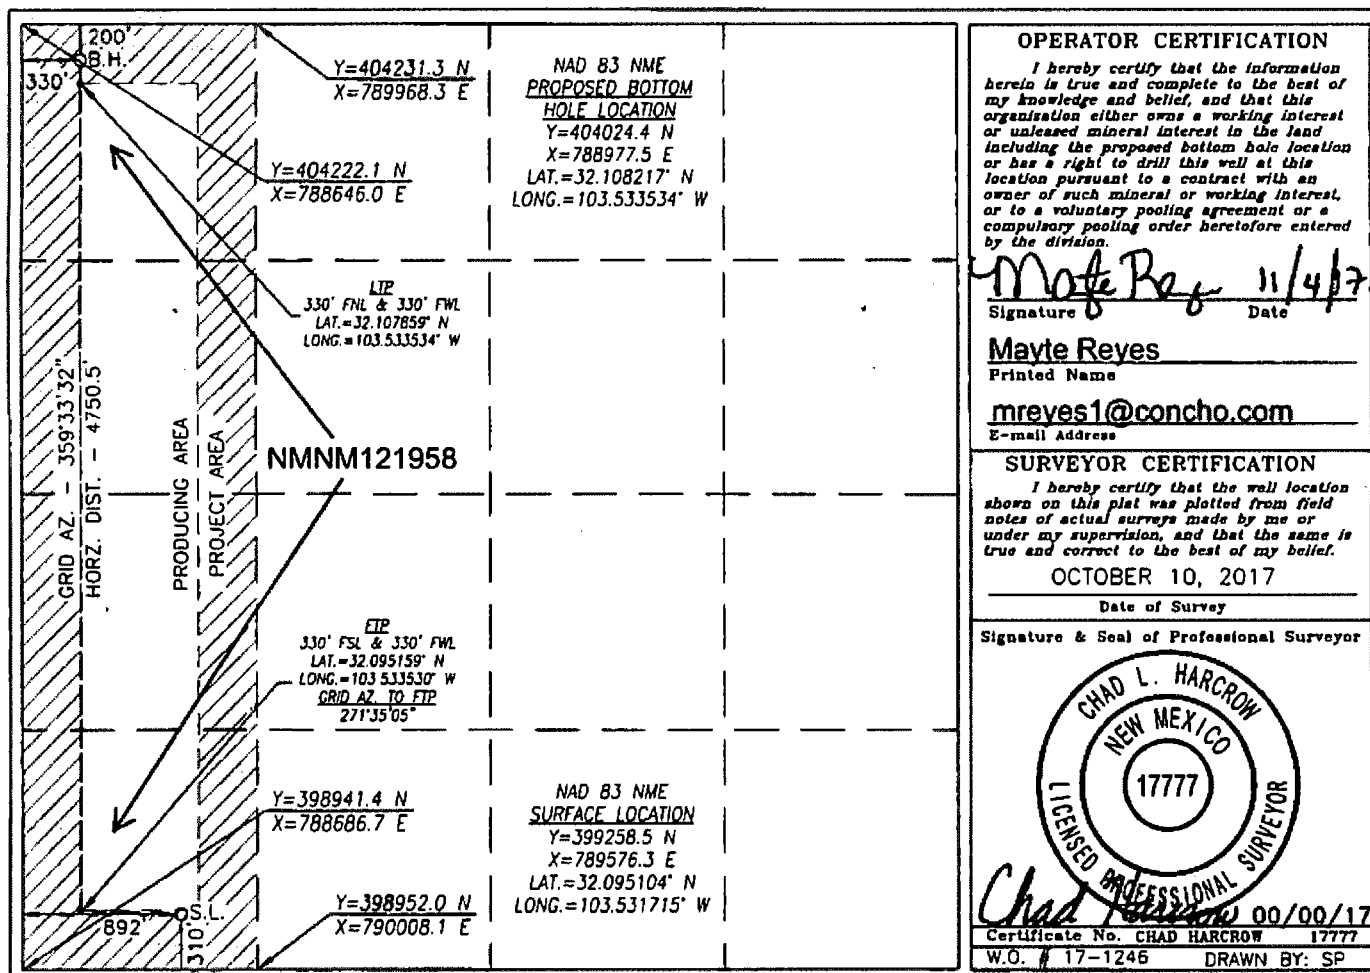 200'
B.H.
330'
Y=404231.3 N
X=789968.3 E
Y=404222.1 N
X=788646.0 E
NAD 83 NME
PROPOSED BOTTOM
HOLE LOCATION
Y=404024.4 N
X=788977.5 E
LAT.=32.108217° N
LONG.=103.533534° W
LTP
330' FNL & 330' FWL
LAT.=32.107859° N
LONG.=103.533534° W
GRID AZ. - 359°33'32"
HORZ. DIST. - 4750.5'
PRODUCING AREA
PROJECT AREA
NMNM121958
FTP
330' FSL & 330' FWL
LAT.=32.095159° N
LONG.=103.533530° W
GRID AZ. TO FTP
271°35'05"
Y=398941.4 N
X=788686.7 E
NAD 83 NME
SURFACE LOCATION
Y=399258.5 N
X=789576.3 E
LAT.=32.095104° N
LONG.=103.531715° W
Y=398952.0 N
X=790008.1 E
S.L.
892'
310'
OPERATOR CERTIFICATION
I hereby certify that the information
herein is true and complete to the best of
my knowledge and belief, and that this
organization either owns a working interest
or unleased mineral interest in the land
including the proposed bottom hole location
or has a right to drill this well at this
location pursuant to a contract with an
owner of such mineral or working interest,
or to a voluntary pooling agreement or a
compulsory pooling order heretofore entered
by the division.
11/4/17
Signature Date
Mayte Reyes
Printed Name
mreyes1@concho.com
E-mail Address
SURVEYOR CERTIFICATION
I hereby certify that the well location
shown on this plat was plotted from field
notes of actual surveys made by me or
under my supervision, and that the same is
true and correct to the best of my belief.
OCTOBER 10, 2017
Date of Survey
Signature & Seal of Professional Surveyor
CHAD L. HARCROW
NEW MEXICO
17777
LICENSED PROFESSIONAL SURVEYOR
Chad Harcrow 00/00/17
Certificate No. CHAD HARCROW 17777
W.O. # 17-1246 DRAWN BY: SP